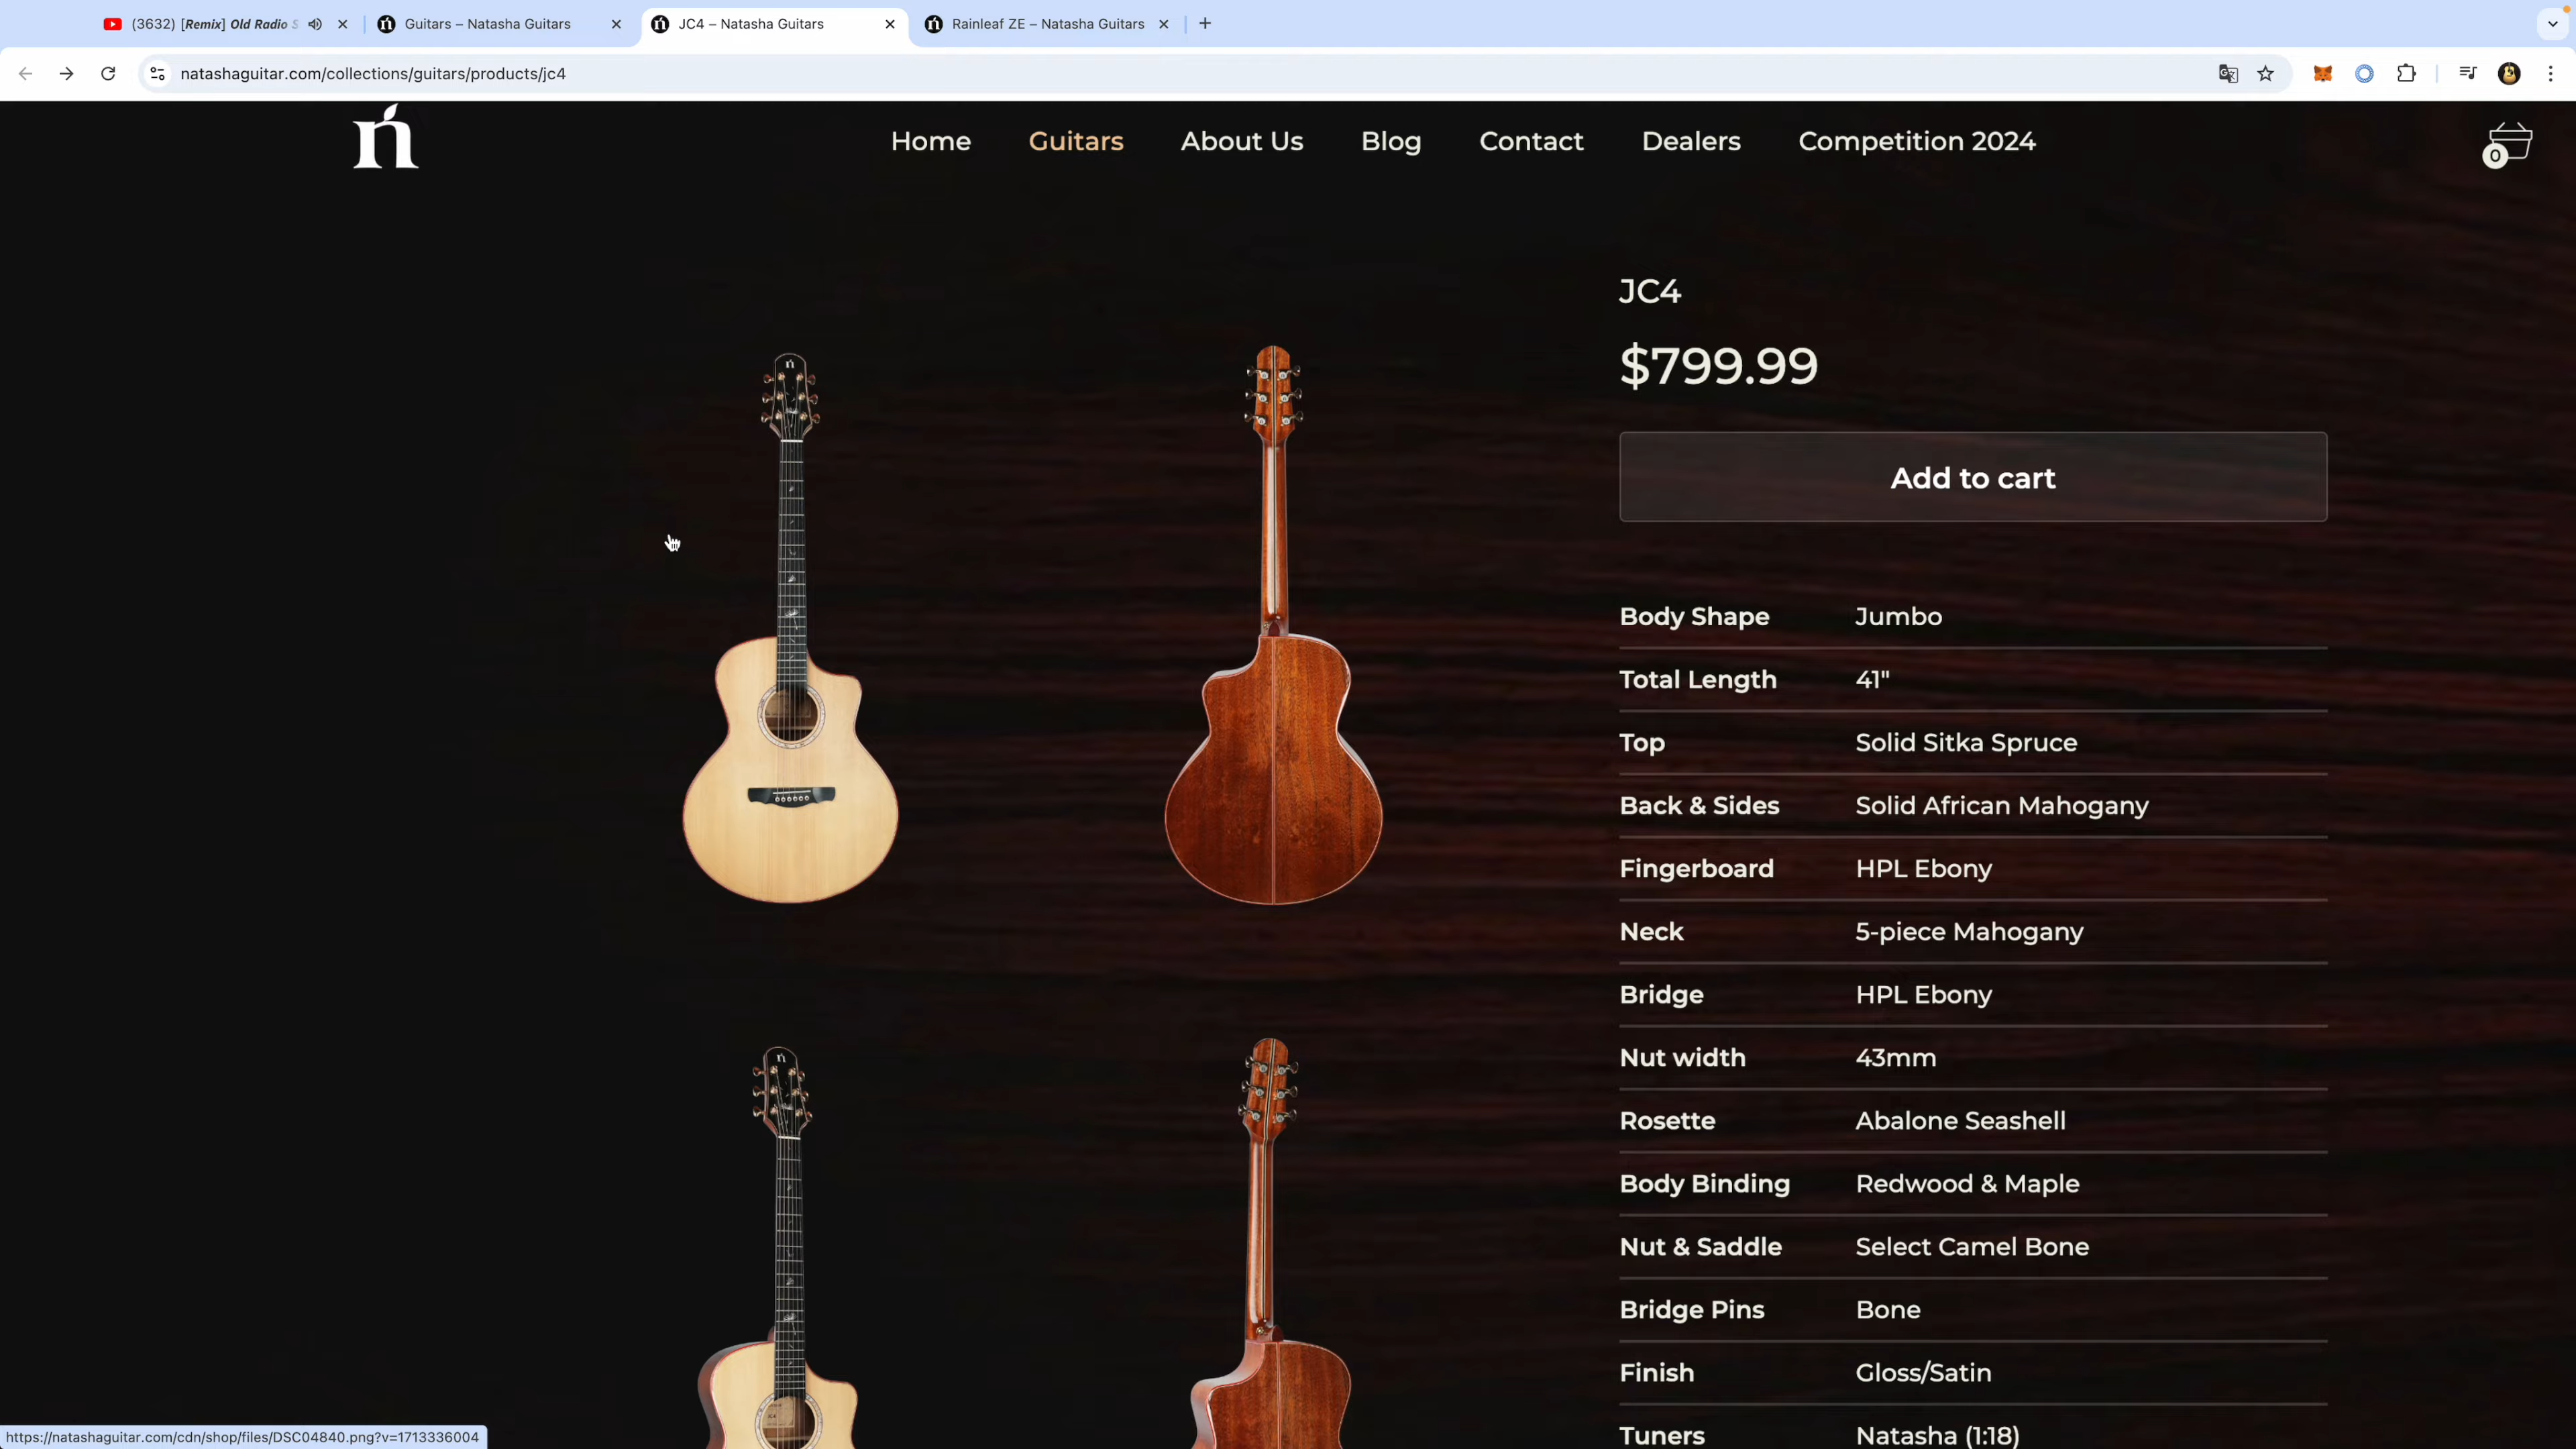 (3632) [Remix] Old Radio S
Guitars – Natasha Guitars
JC4 – Natasha Guitars
Rainleaf ZE – Natasha Guitars
natashaguitar.com/collections/guitars/products/jc4
ń
Home
Guitars
About Us
Blog
Contact
Dealers
Competition 2024
0
JC4
$799.99
Add to cart
Body Shape Jumbo
Total Length 41"
Top Solid Sitka Spruce
Back & Sides Solid African Mahogany
Fingerboard HPL Ebony
Neck 5-piece Mahogany
Bridge HPL Ebony
Nut width 43mm
Rosette Abalone Seashell
Body Binding Redwood & Maple
Nut & Saddle Select Camel Bone
Bridge Pins Bone
Finish Gloss/Satin
Tuners Natasha (1:18)
https://natashaguitar.com/cdn/shop/files/DSC04840.png?v=1713336004